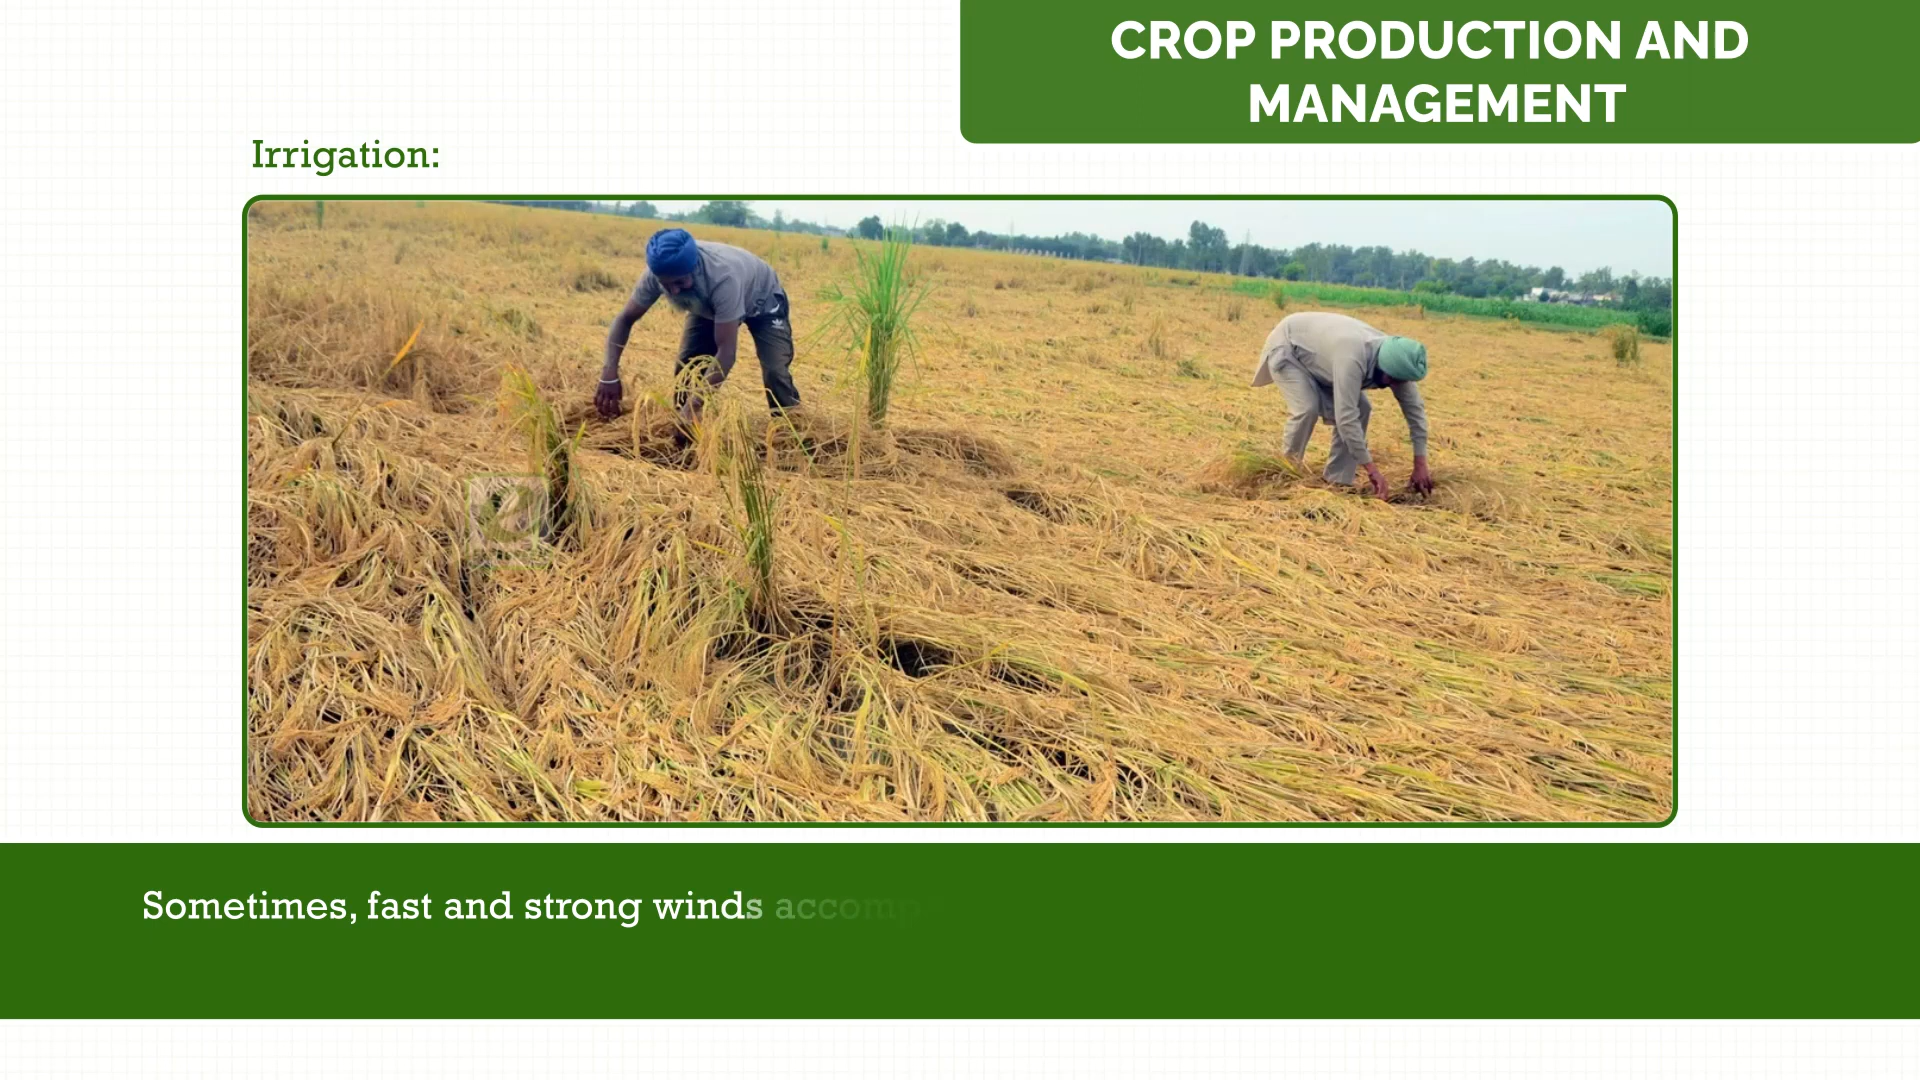 CROP PRODUCTION AND
MANAGEMENT
Irrigation:
Sometimes, fast and strong winds